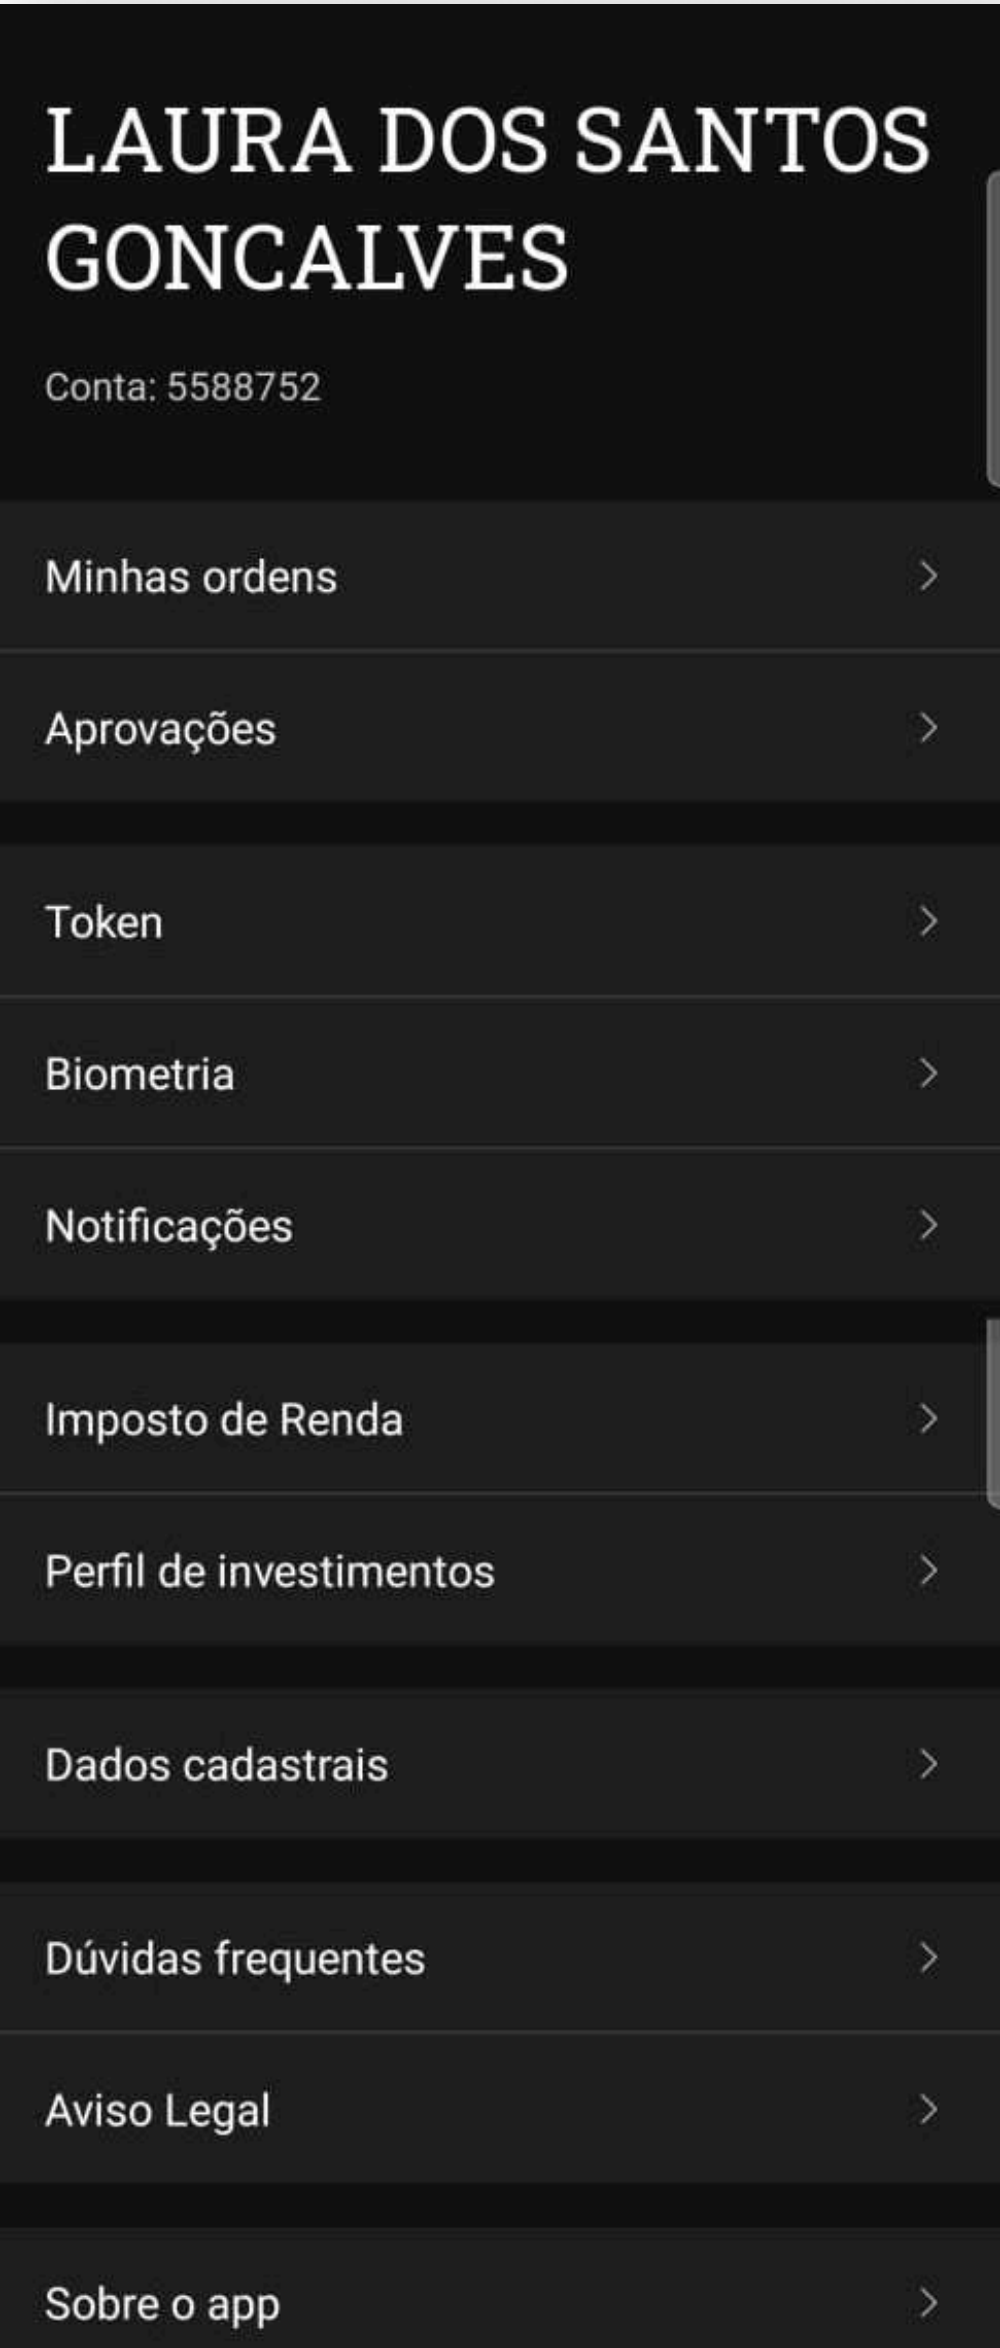 LAURA DOS SANTOS
GONCALVES
Conta: 5588752
Minhas ordens
Aprovações
Token
Biometria
Notificações
Imposto de Renda
Perfil de investimentos
Dados cadastrais
Dúvidas frequentes
Aviso Legal
Sobre o app